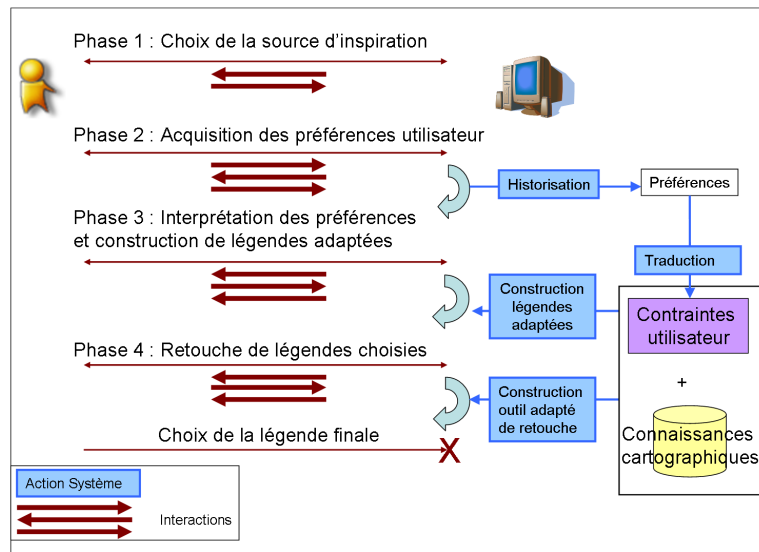 Phase 1 : Choix de la source d'inspiration
Phase 2 : Acquisition des préférences utilisateur
Historisation
Préférences
Phase 3 : Interprétation des préférences
et construction de légendes adaptées
Traduction
Construction
légendes
adaptées
Contraintes
utilisateur
Phase 4 : Retouche de légendes choisies
+
Construction
outil adapté
de retouche
Choix de la légende finale
X
Connaissances
cartographiques
Action Système
Interactions